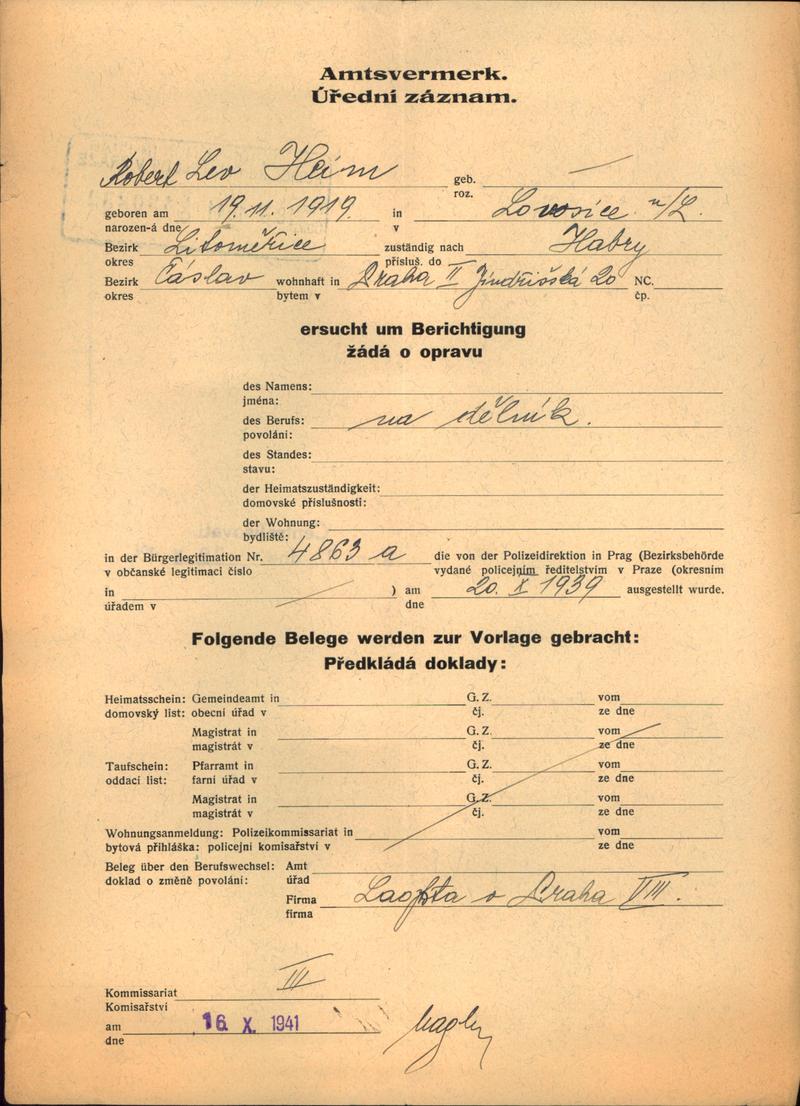 Amtsvermerk.
Úřední záznam.
Robert Lev Heim geb. —
roz.
geboren am 19. 11. 1919 in Lovosice n/L.
narozen-á dne v
Bezirk Litoměřice zuständig nach Habry
okres přísluš. do
Bezirk Čáslav wohnhaft in Praha II Jindřišská 20 NC.
okres bytem v čp.
ersucht um Berichtigung
žádá o opravu
des Namens:
jména:
des Berufs: na dělník.
povolání:
des Standes:
stavu:
der Heimatszuständigkeit:
domovské příslušnosti:
der Wohnung:
bydliště:
in der Bürgerlegitimation Nr. 4863 a die von der Polizeidirektion in Prag (Bezirksbehörde
v občanské legitimaci číslo vydané policejním ředitelstvím v Praze (okresním
in ) am 20. X 1939 ausgestellt wurde.
úřadem v dne
Folgende Belege werden zur Vorlage gebracht:
Předkládá doklady:
Heimatsschein: Gemeindeamt in G. Z. vom
domovský list: obecní úřad v čj. ze dne
Magistrat in G. Z. vom
magistrát v čj. ze dne
Taufschein: Pfarramt in G. Z. vom
oddací list: farní úřad v čj. ze dne
Magistrat in G. Z. vom
magistrát v čj. ze dne
Wohnungsanmeldung: Polizeikommissariat in vom
bytová přihláška: policejní komisařství v ze dne
Beleg über den Berufswechsel: Amt
doklad o změně povolání: úřad
Firma Praha VIII.
firma
Kommissariat III
Komisařství
am 16. X. 1941
dne